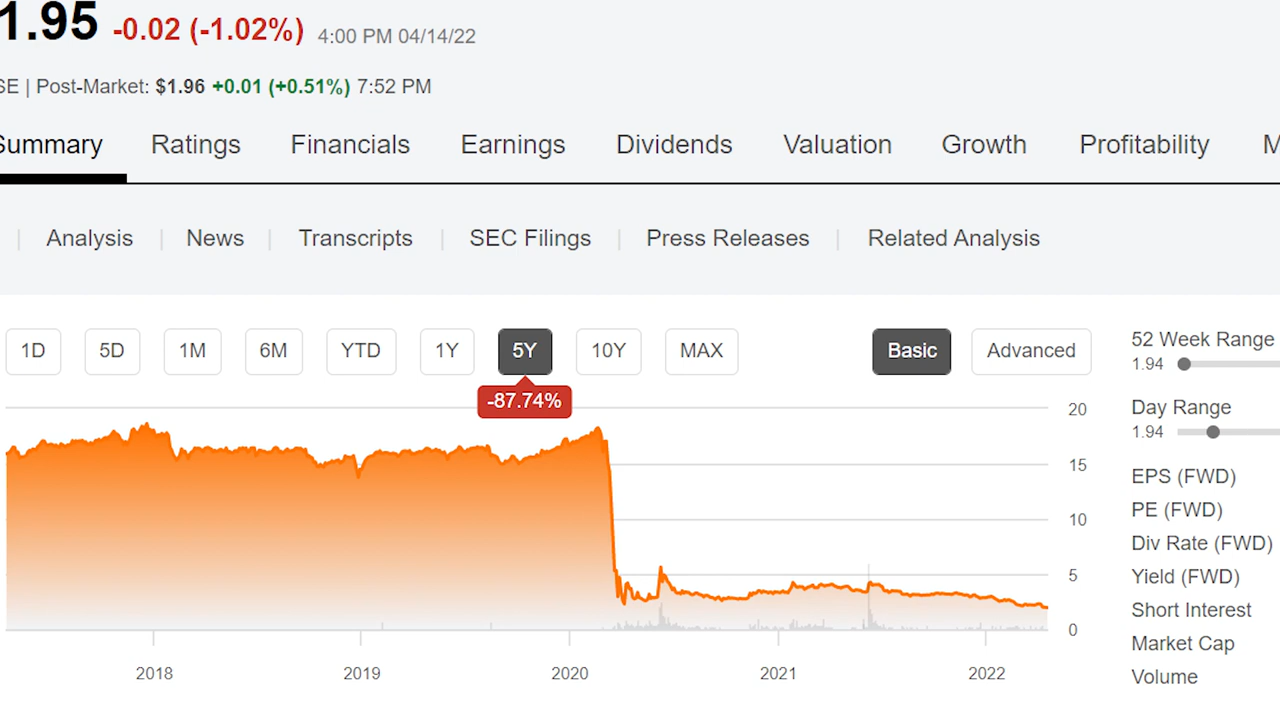 1.95 -0.02 (-1.02%) 4:00 PM 04/14/22
SE | Post-Market: $1.96 +0.01 (+0.51%) 7:52 PM
Summary Ratings Financials Earnings Dividends Valuation Growth Profitability M
| Analysis | News | Transcripts | SEC Filings | Press Releases | Related Analysis
1D 5D 1M 6M YTD 1Y 5Y 10Y MAX Basic Advanced
-87.74%
20
15
10
5
0
2018 2019 2020 2021 2022
52 Week Range
1.94
Day Range
1.94
EPS (FWD)
PE (FWD)
Div Rate (FWD)
Yield (FWD)
Short Interest
Market Cap
Volume